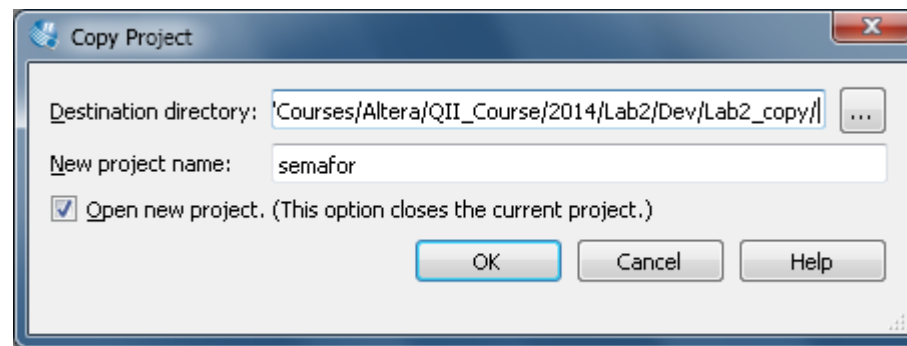 Copy Project
Destination directory: 'Courses/Altera/QII_Course/2014/Lab2/Dev/Lab2_copy/ ...
New project name: semafor
Open new project. (This option closes the current project.)
OK Cancel Help